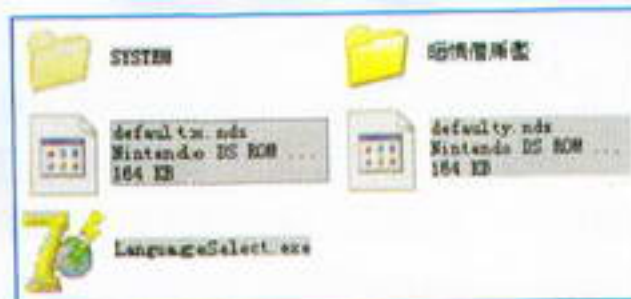 SYSTEM
defaultx.nds
Nintendo DS ROM ...
164 KB
defaulty.nds
Nintendo DS ROM ...
164 KB
LanguageSelect.exe